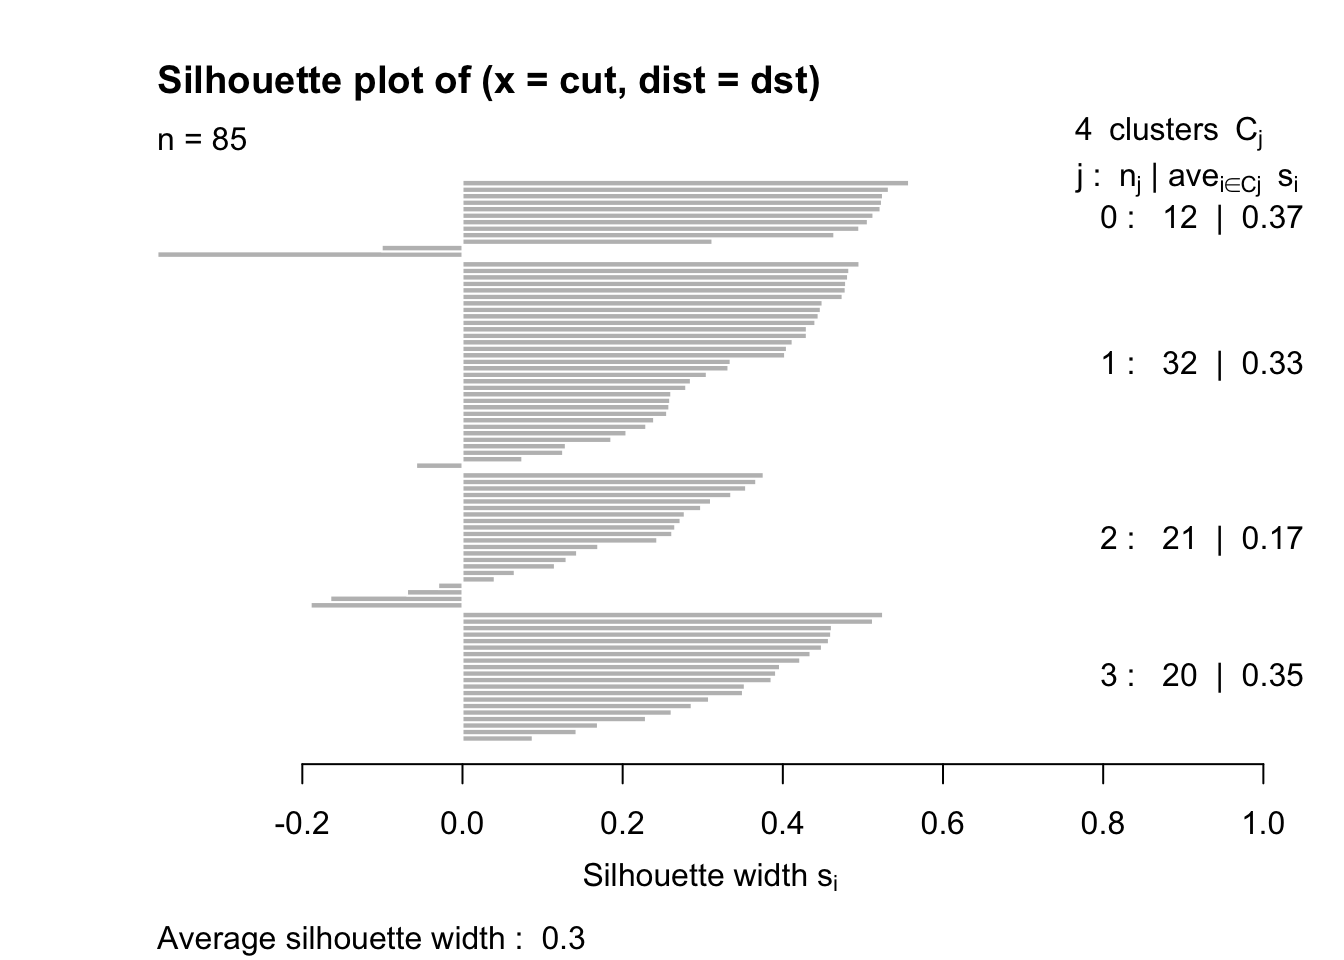 Silhouette plot of (x = cut, dist = dst)
n = 85
4 clusters Cj
j : nj | avei∈Cj si
0 : 12 | 0.37
1 : 32 | 0.33
2 : 21 | 0.17
3 : 20 | 0.35
-0.2 0.0 0.2 0.4 0.6 0.8 1.0
Silhouette width si
Average silhouette width : 0.3